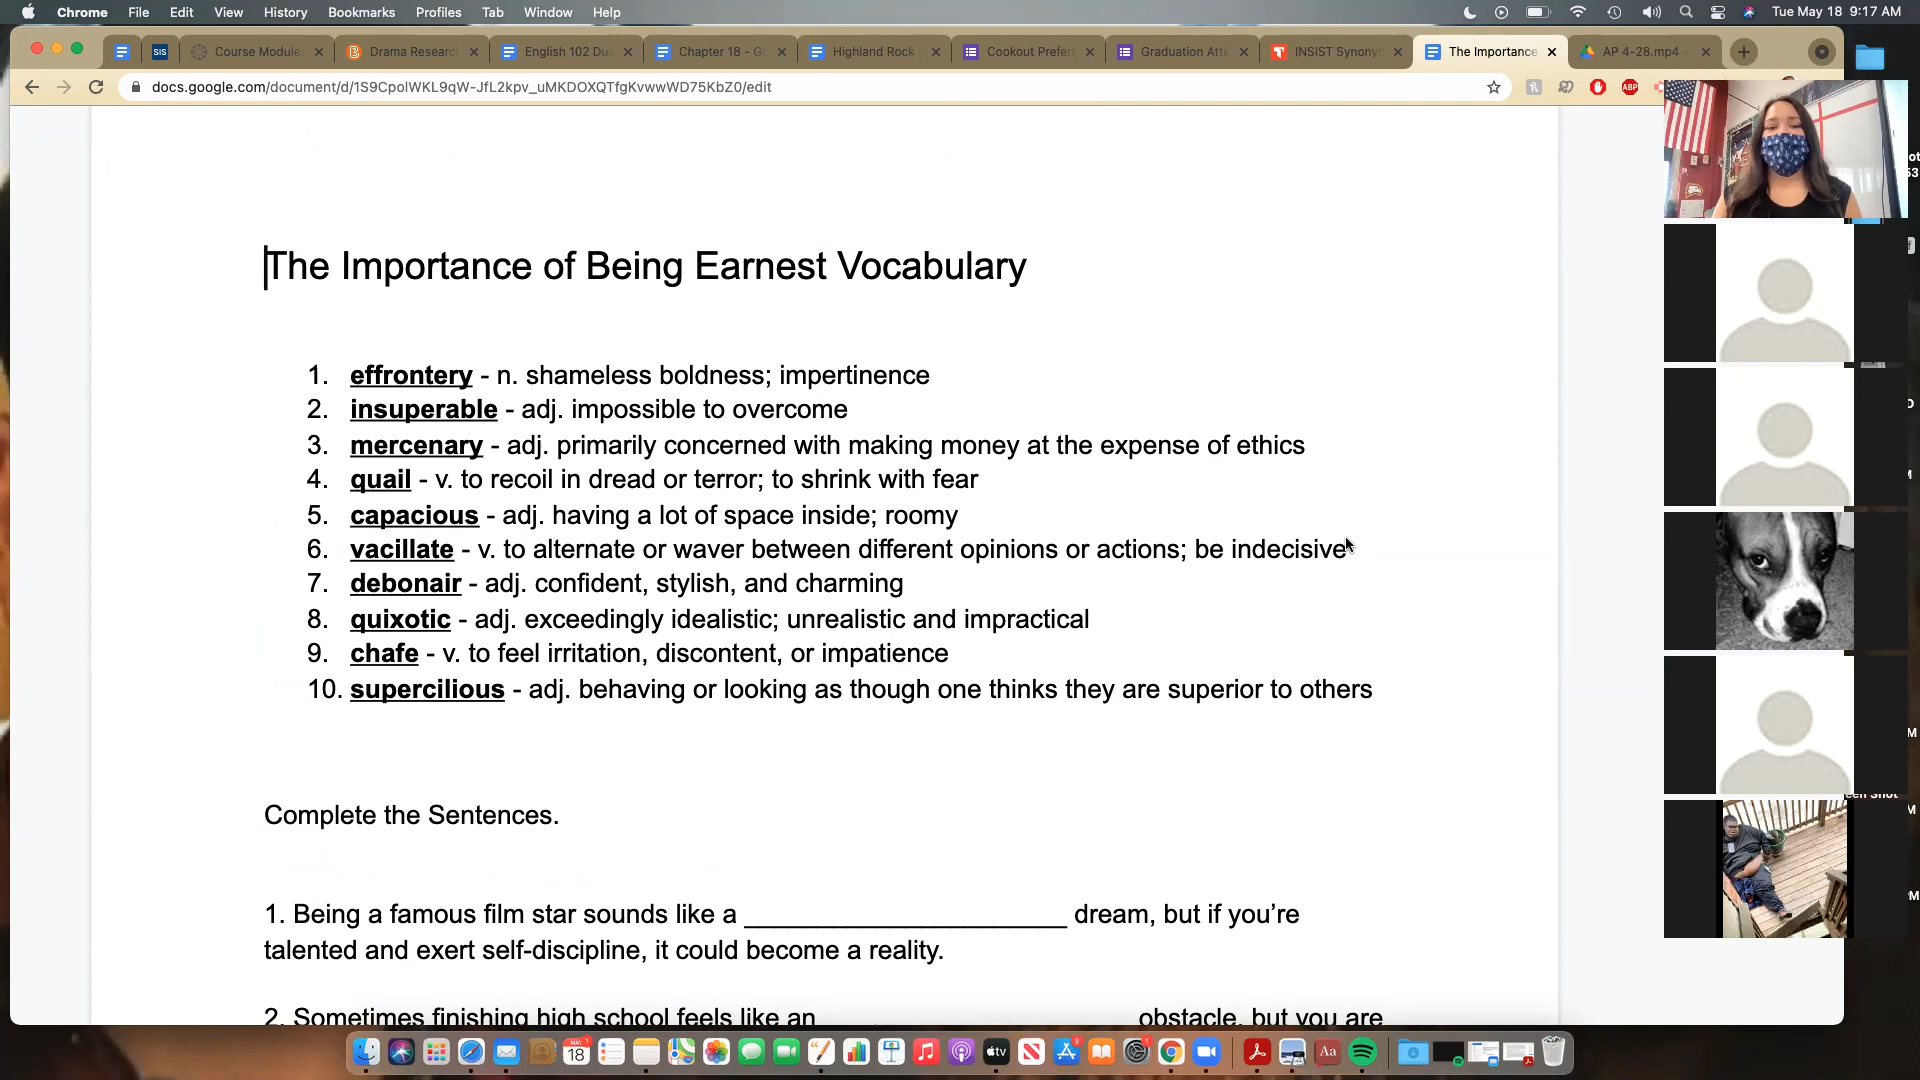 Chrome File Edit View History Bookmarks Profiles Tab Window Help Tue May 18 9:17 AM
SIS Course Module Drama Researc English 102 Du Chapter 18 - G Highland Rock Cookout Prefer Graduation Atte INSIST Synonym The Importance AP 4-28.mp4 -
docs.google.com/document/d/1S9CpolWKL9qW-JfL2kpv_uMKDOXQTfgKvwwWD75KbZ0/edit
ABP
The Importance of Being Earnest Vocabulary
1. effrontery - n. shameless boldness; impertinence
2. insuperable - adj. impossible to overcome
3. mercenary - adj. primarily concerned with making money at the expense of ethics
4. quail - v. to recoil in dread or terror; to shrink with fear
5. capacious - adj. having a lot of space inside; roomy
6. vacillate - v. to alternate or waver between different opinions or actions; be indecisive
7. debonair - adj. confident, stylish, and charming
8. quixotic - adj. exceedingly idealistic; unrealistic and impractical
9. chafe - v. to feel irritation, discontent, or impatience
10. supercilious - adj. behaving or looking as though one thinks they are superior to others
Complete the Sentences.
1. Being a famous film star sounds like a ______________________ dream, but if you’re
talented and exert self-discipline, it could become a reality.
2. Sometimes finishing high school feels like an ______________________ obstacle, but you are
MAY
18
tv
Aa